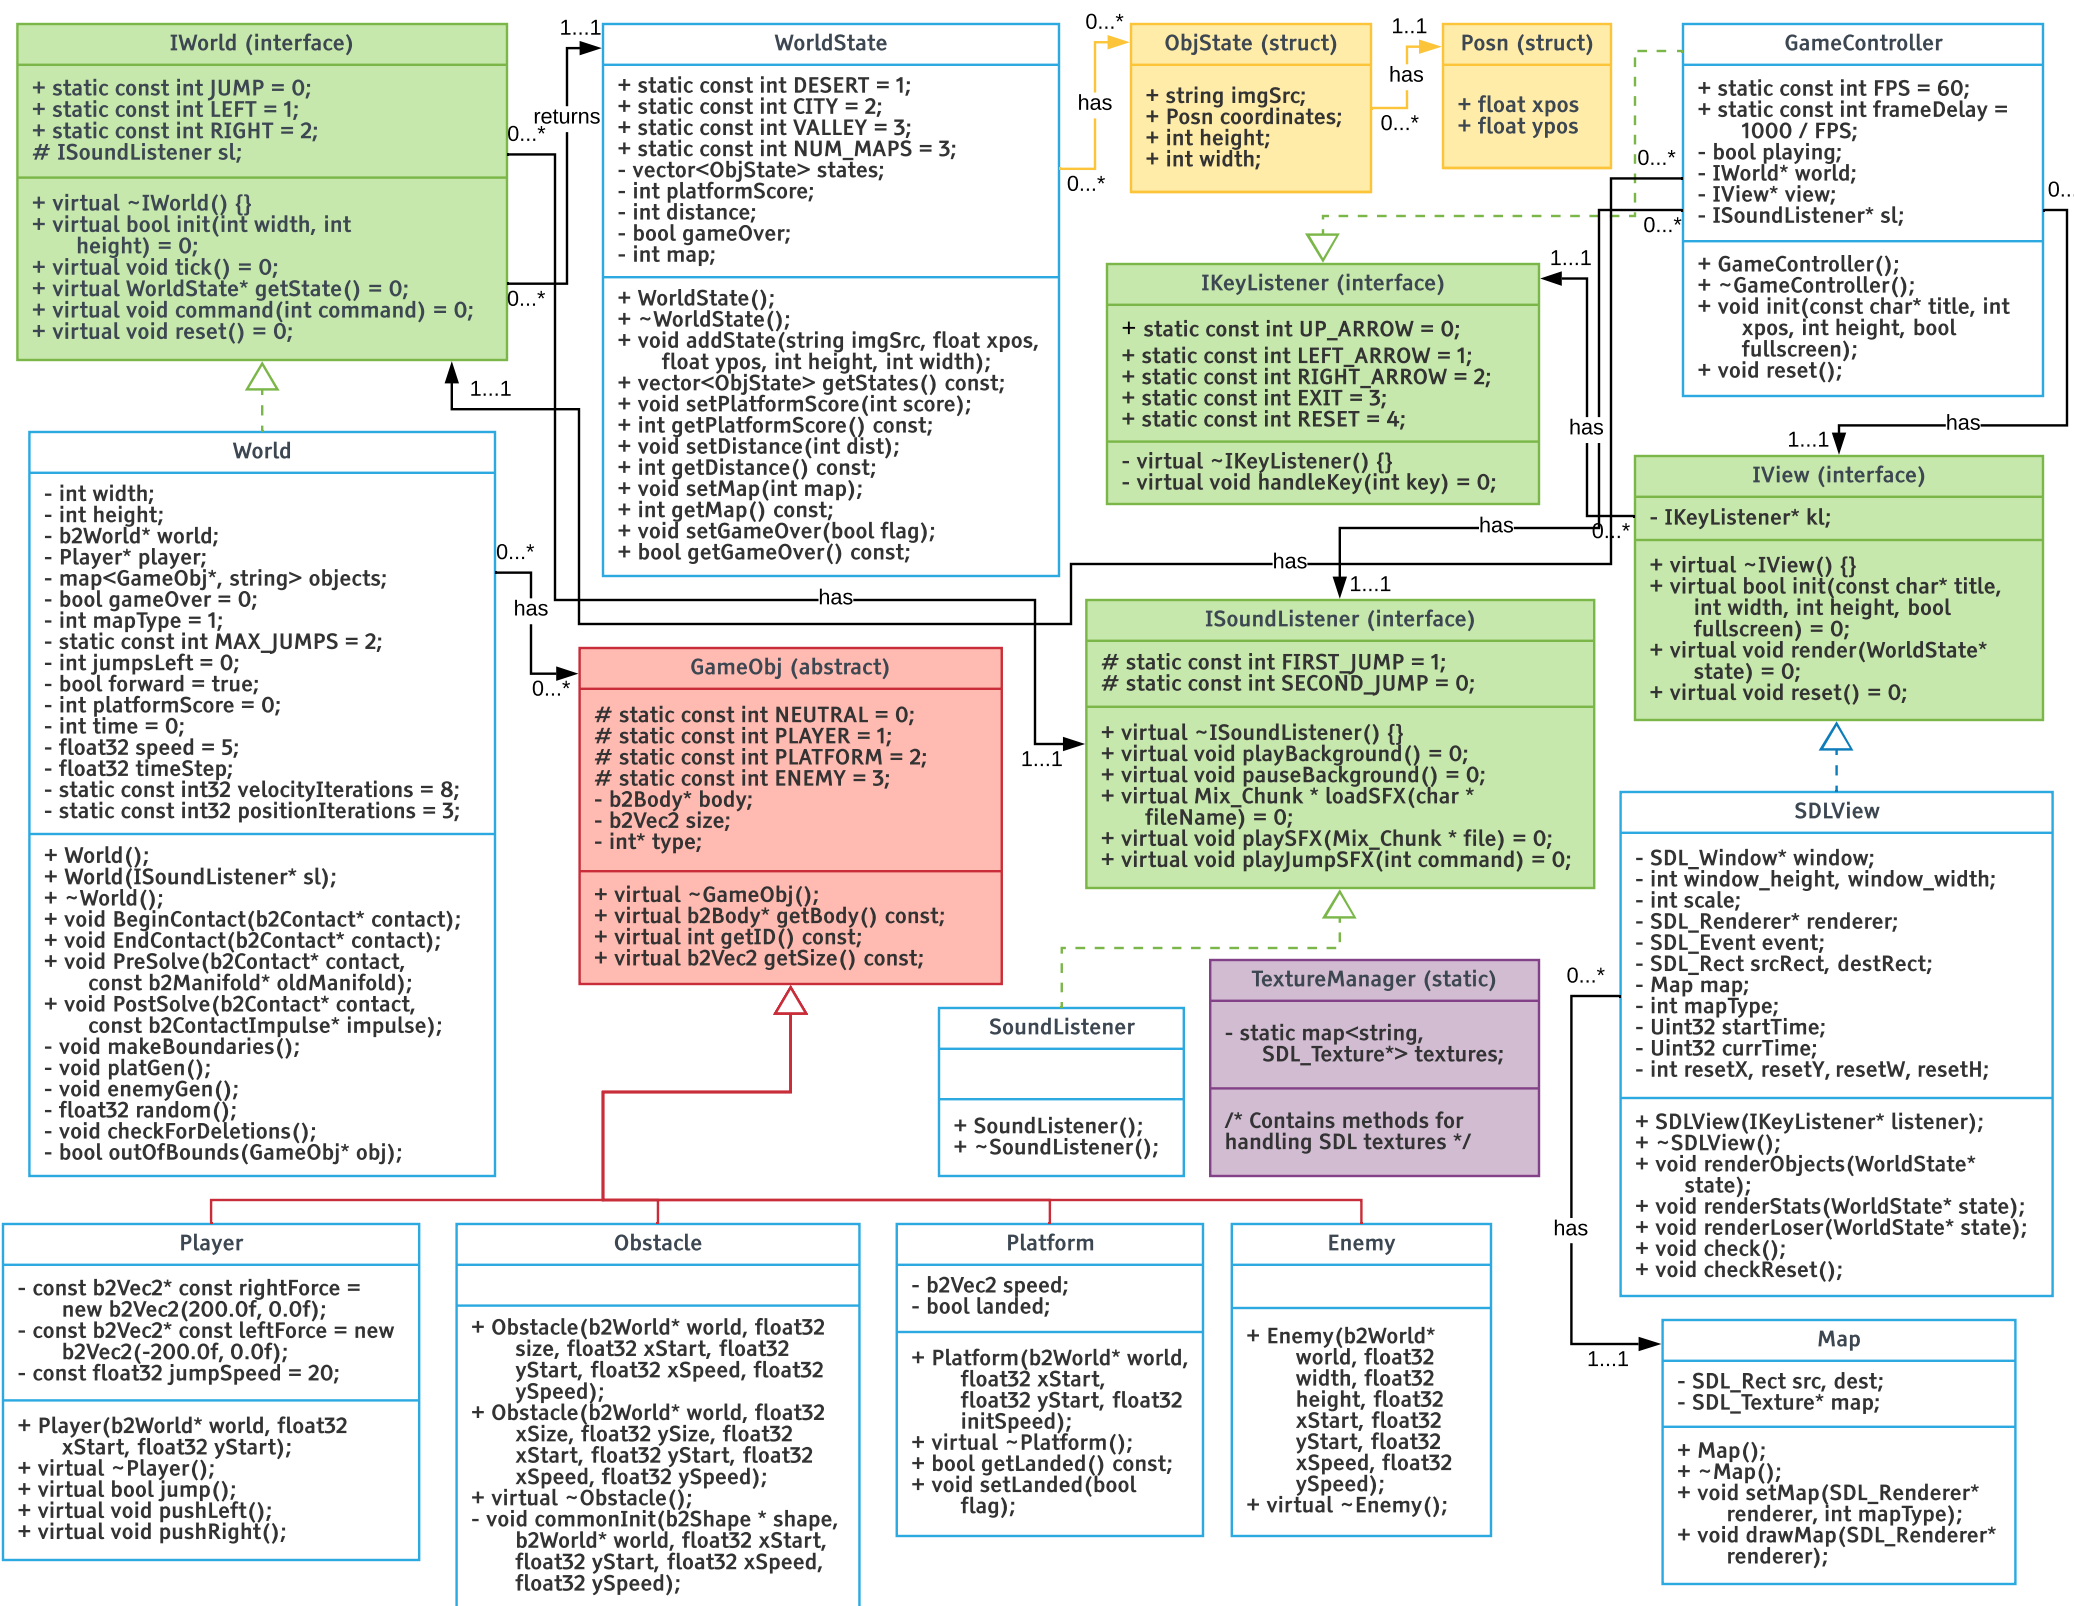 IWorld (interface)
+ static const int JUMP = 0;
+ static const int LEFT = 1;
+ static const int RIGHT = 2;
# ISoundListener sl;
+ virtual ~IWorld() {}
+ virtual bool init(int width, int
height) = 0;
+ virtual void tick() = 0;
+ virtual WorldState* getState() = 0;
+ virtual void command(int command) = 0;
+ virtual void reset() = 0;
0...*
0...*
returns
1...1
1...1
WorldState
+ static const int DESERT = 1;
+ static const int CITY = 2;
+ static const int VALLEY = 3;
+ static const int NUM_MAPS = 3;
- vector<ObjState> states;
- int platformScore;
- int distance;
- bool gameOver;
- int map;
+ WorldState();
+ ~WorldState();
+ void addState(string imgSrc, float xpos,
float ypos, int height, int width);
+ vector<ObjState> getStates() const;
+ void setPlatformScore(int score);
+ int getPlatformScore() const;
+ void setDistance(int dist);
+ int getDistance() const;
+ void setMap(int map);
+ int getMap() const;
+ void setGameOver(bool flag);
+ bool getGameOver() const;
0...*
has
0...*
ObjState (struct)
+ string imgSrc;
+ Posn coordinates;
+ int height;
+ int width;
1...1
has
0...*
Posn (struct)
+ float xpos
+ float ypos
GameController
+ static const int FPS = 60;
+ static const int frameDelay =
1000 / FPS;
- bool playing;
- IWorld* world;
- IView* view;
- ISoundListener* sl;
+ GameController();
+ ~GameController();
+ void init(const char* title, int
xpos, int height, bool
fullscreen);
+ void reset();
0...*
0...*
0...
has
1...1
IKeyListener (interface)
+ static const int UP_ARROW = 0;
+ static const int LEFT_ARROW = 1;
+ static const int RIGHT_ARROW = 2;
+ static const int EXIT = 3;
+ static const int RESET = 4;
- virtual ~IKeyListener() {}
- virtual void handleKey(int key) = 0;
1...1
has
0...*
has
has
1...1
IView (interface)
- IKeyListener* kl;
+ virtual ~IView() {}
+ virtual bool init(const char* title,
int width, int height, bool
fullscreen) = 0;
+ virtual void render(WorldState*
state) = 0;
+ virtual void reset() = 0;
World
- int width;
- int height;
- b2World* world;
- Player* player;
- map<GameObj*, string> objects;
- bool gameOver = 0;
- int mapType = 1;
- static const int MAX_JUMPS = 2;
- int jumpsLeft = 0;
- bool forward = true;
- int platformScore = 0;
- int time = 0;
- float32 speed = 5;
- float32 timeStep;
- static const int32 velocityIterations = 8;
- static const int32 positionIterations = 3;
+ World();
+ World(ISoundListener* sl);
+ ~World();
+ void BeginContact(b2Contact* contact);
+ void EndContact(b2Contact* contact);
+ void PreSolve(b2Contact* contact,
const b2Manifold* oldManifold);
+ void PostSolve(b2Contact* contact,
const b2ContactImpulse* impulse);
- void makeBoundaries();
- void platGen();
- void enemyGen();
- float32 random();
- void checkForDeletions();
- bool outOfBounds(GameObj* obj);
0...*
has
0...*
has
1...1
GameObj (abstract)
# static const int NEUTRAL = 0;
# static const int PLAYER = 1;
# static const int PLATFORM = 2;
# static const int ENEMY = 3;
- b2Body* body;
- b2Vec2 size;
- int* type;
+ virtual ~GameObj();
+ virtual b2Body* getBody() const;
+ virtual int getID() const;
+ virtual b2Vec2 getSize() const;
ISoundListener (interface)
# static const int FIRST_JUMP = 1;
# static const int SECOND_JUMP = 0;
+ virtual ~ISoundListener() {}
+ virtual void playBackground() = 0;
+ virtual void pauseBackground() = 0;
+ virtual Mix_Chunk * loadSFX(char *
fileName) = 0;
+ virtual void playSFX(Mix_Chunk * file) = 0;
+ virtual void playJumpSFX(int command) = 0;
SoundListener
+ SoundListener();
+ ~SoundListener();
TextureManager (static)
- static map<string,
SDL_Texture*> textures;
/* Contains methods for
handling SDL textures */
SDLView
- SDL_Window* window;
- int window_height, window_width;
- int scale;
- SDL_Renderer* renderer;
- SDL_Event event;
- SDL_Rect srcRect, destRect;
- Map map;
- int mapType;
- Uint32 startTime;
- Uint32 currTime;
- int resetX, resetY, resetW, resetH;
+ SDLView(IKeyListener* listener);
+ ~SDLView();
+ void renderObjects(WorldState*
state);
+ void renderStats(WorldState* state);
+ void renderLoser(WorldState* state);
+ void check();
+ void checkReset();
0...*
has
1...1
Player
- const b2Vec2* const rightForce =
new b2Vec2(200.0f, 0.0f);
- const b2Vec2* const leftForce = new
b2Vec2(-200.0f, 0.0f);
- const float32 jumpSpeed = 20;
+ Player(b2World* world, float32
xStart, float32 yStart);
+ virtual ~Player();
+ virtual bool jump();
+ virtual void pushLeft();
+ virtual void pushRight();
Obstacle
+ Obstacle(b2World* world, float32
size, float32 xStart, float32
yStart, float32 xSpeed, float32
ySpeed);
+ Obstacle(b2World* world, float32
xSize, float32 ySize, float32
xStart, float32 yStart, float32
xSpeed, float32 ySpeed);
+ virtual ~Obstacle();
- void commonInit(b2Shape * shape,
b2World* world, float32 xStart,
float32 yStart, float32 xSpeed,
float32 ySpeed);
Platform
- b2Vec2 speed;
- bool landed;
+ Platform(b2World* world,
float32 xStart,
float32 yStart, float32
initSpeed);
+ virtual ~Platform();
+ bool getLanded() const;
+ void setLanded(bool
flag);
Enemy
+ Enemy(b2World*
world, float32
width, float32
height, float32
xStart, float32
yStart, float32
xSpeed, float32
ySpeed);
+ virtual ~Enemy();
Map
- SDL_Rect src, dest;
- SDL_Texture* map;
+ Map();
+ ~Map();
+ void setMap(SDL_Renderer*
renderer, int mapType);
+ void drawMap(SDL_Renderer*
renderer);